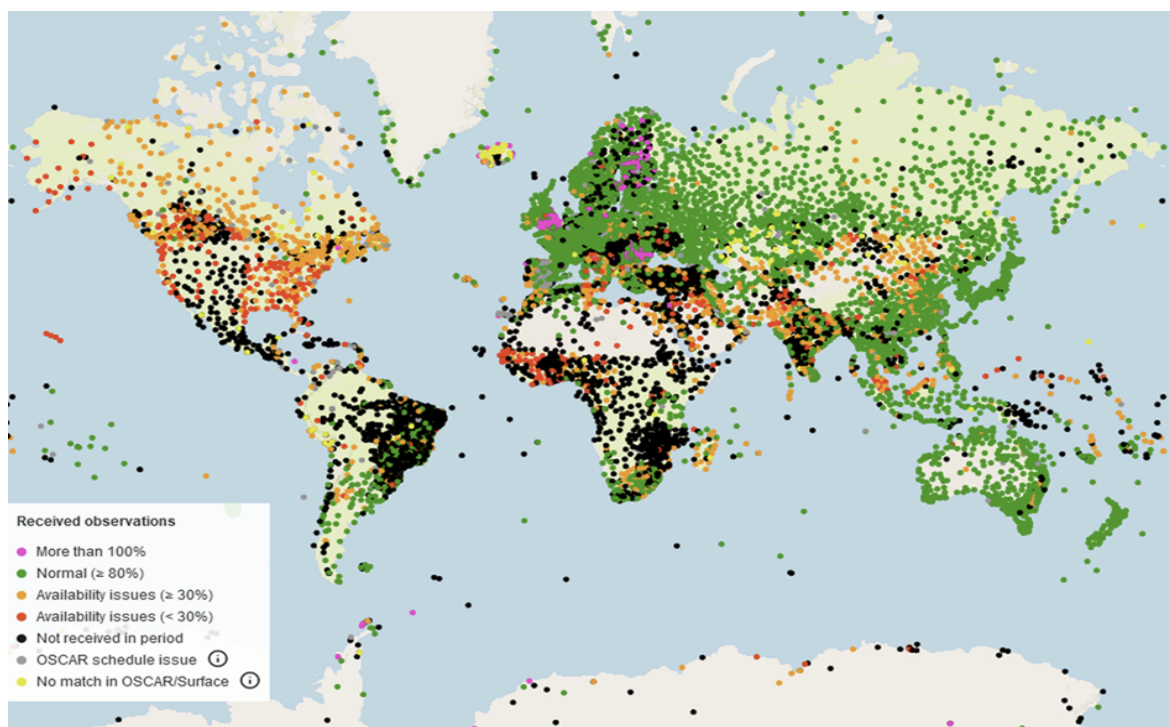 Received observations
More than 100%
Normal (≥ 80%)
Availability issues (≥ 30%)
Availability issues (< 30%)
Not received in period
OSCAR schedule issue
No match in OSCAR/Surface